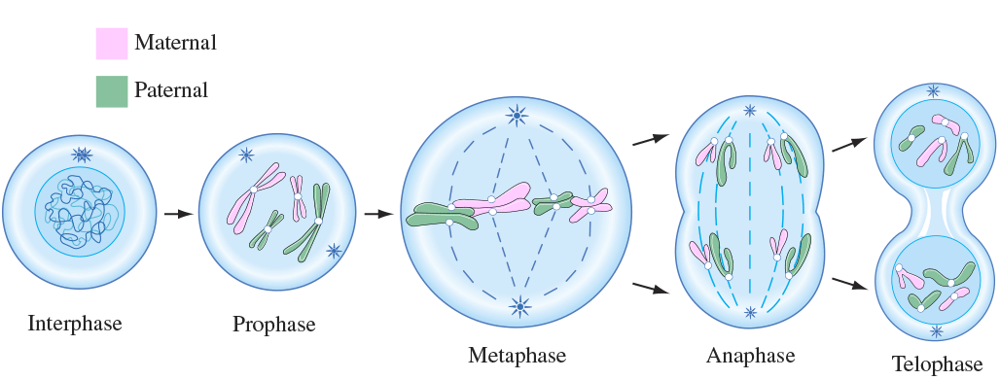 Maternal
Paternal
Interphase
Prophase
Metaphase
Anaphase
Telophase